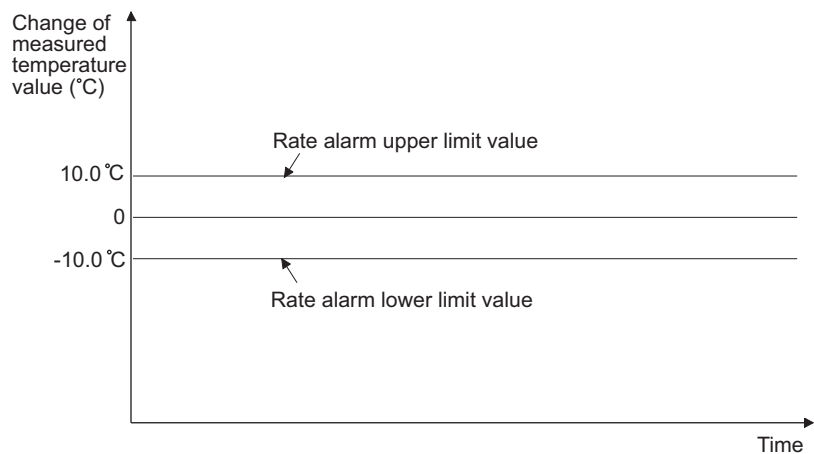 Change of
measured
temperature
value (°C)
Rate alarm upper limit value
10.0 °C
0
-10.0 °C
Rate alarm lower limit value
Time